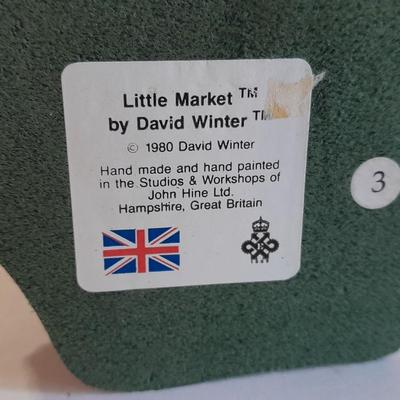 Little Market TM
by David Winter TM
© 1980 David Winter
Hand made and hand painted
in the Studios & Workshops of
John Hine Ltd.
Hampshire, Great Britain
3